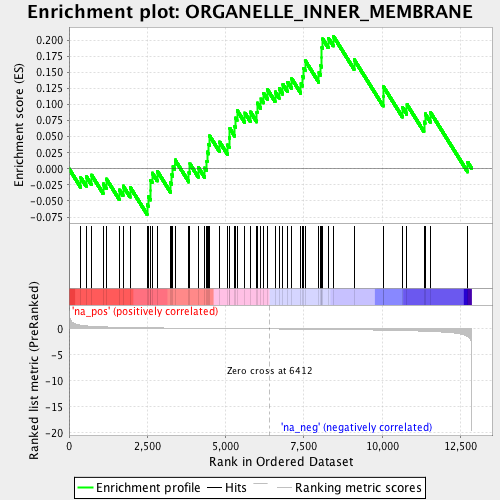 Enrichment plot: ORGANELLE_INNER_MEMBRANE
Enrichment score (ES)
0.200
0.175
0.150
0.125
0.100
0.075
0.050
0.025
0.000
-0.025
-0.050
-0.075
'na_pos' (positively correlated)
Ranked list metric (PreRanked)
5
0
-5
-10
-15
-20
Zero cross at 6412
'na_neg' (negatively correlated)
0
2,500
5,000
7,500
10,000
12,500
Rank in Ordered Dataset
Enrichment profile
Hits
Ranking metric scores